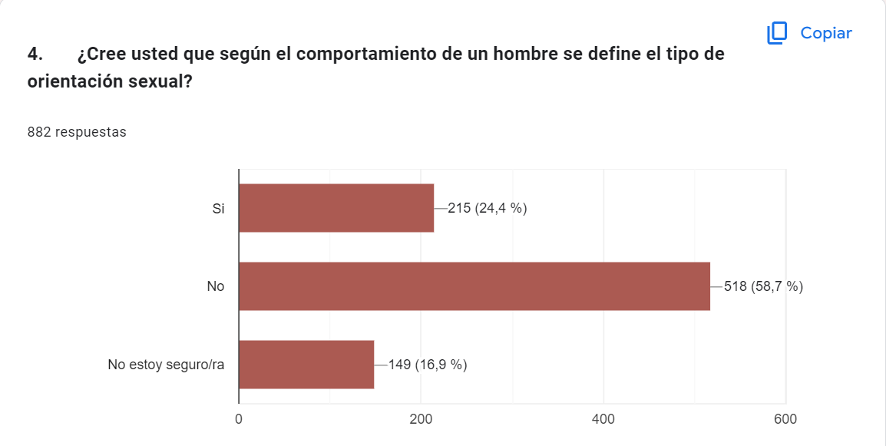 Copiar
4. ¿Cree usted que según el comportamiento de un hombre se define el tipo de
orientación sexual?
882 respuestas
Si
215 (24,4 %)
No
518 (58,7 %)
No estoy seguro/ra
149 (16,9 %)
0 200 400 600